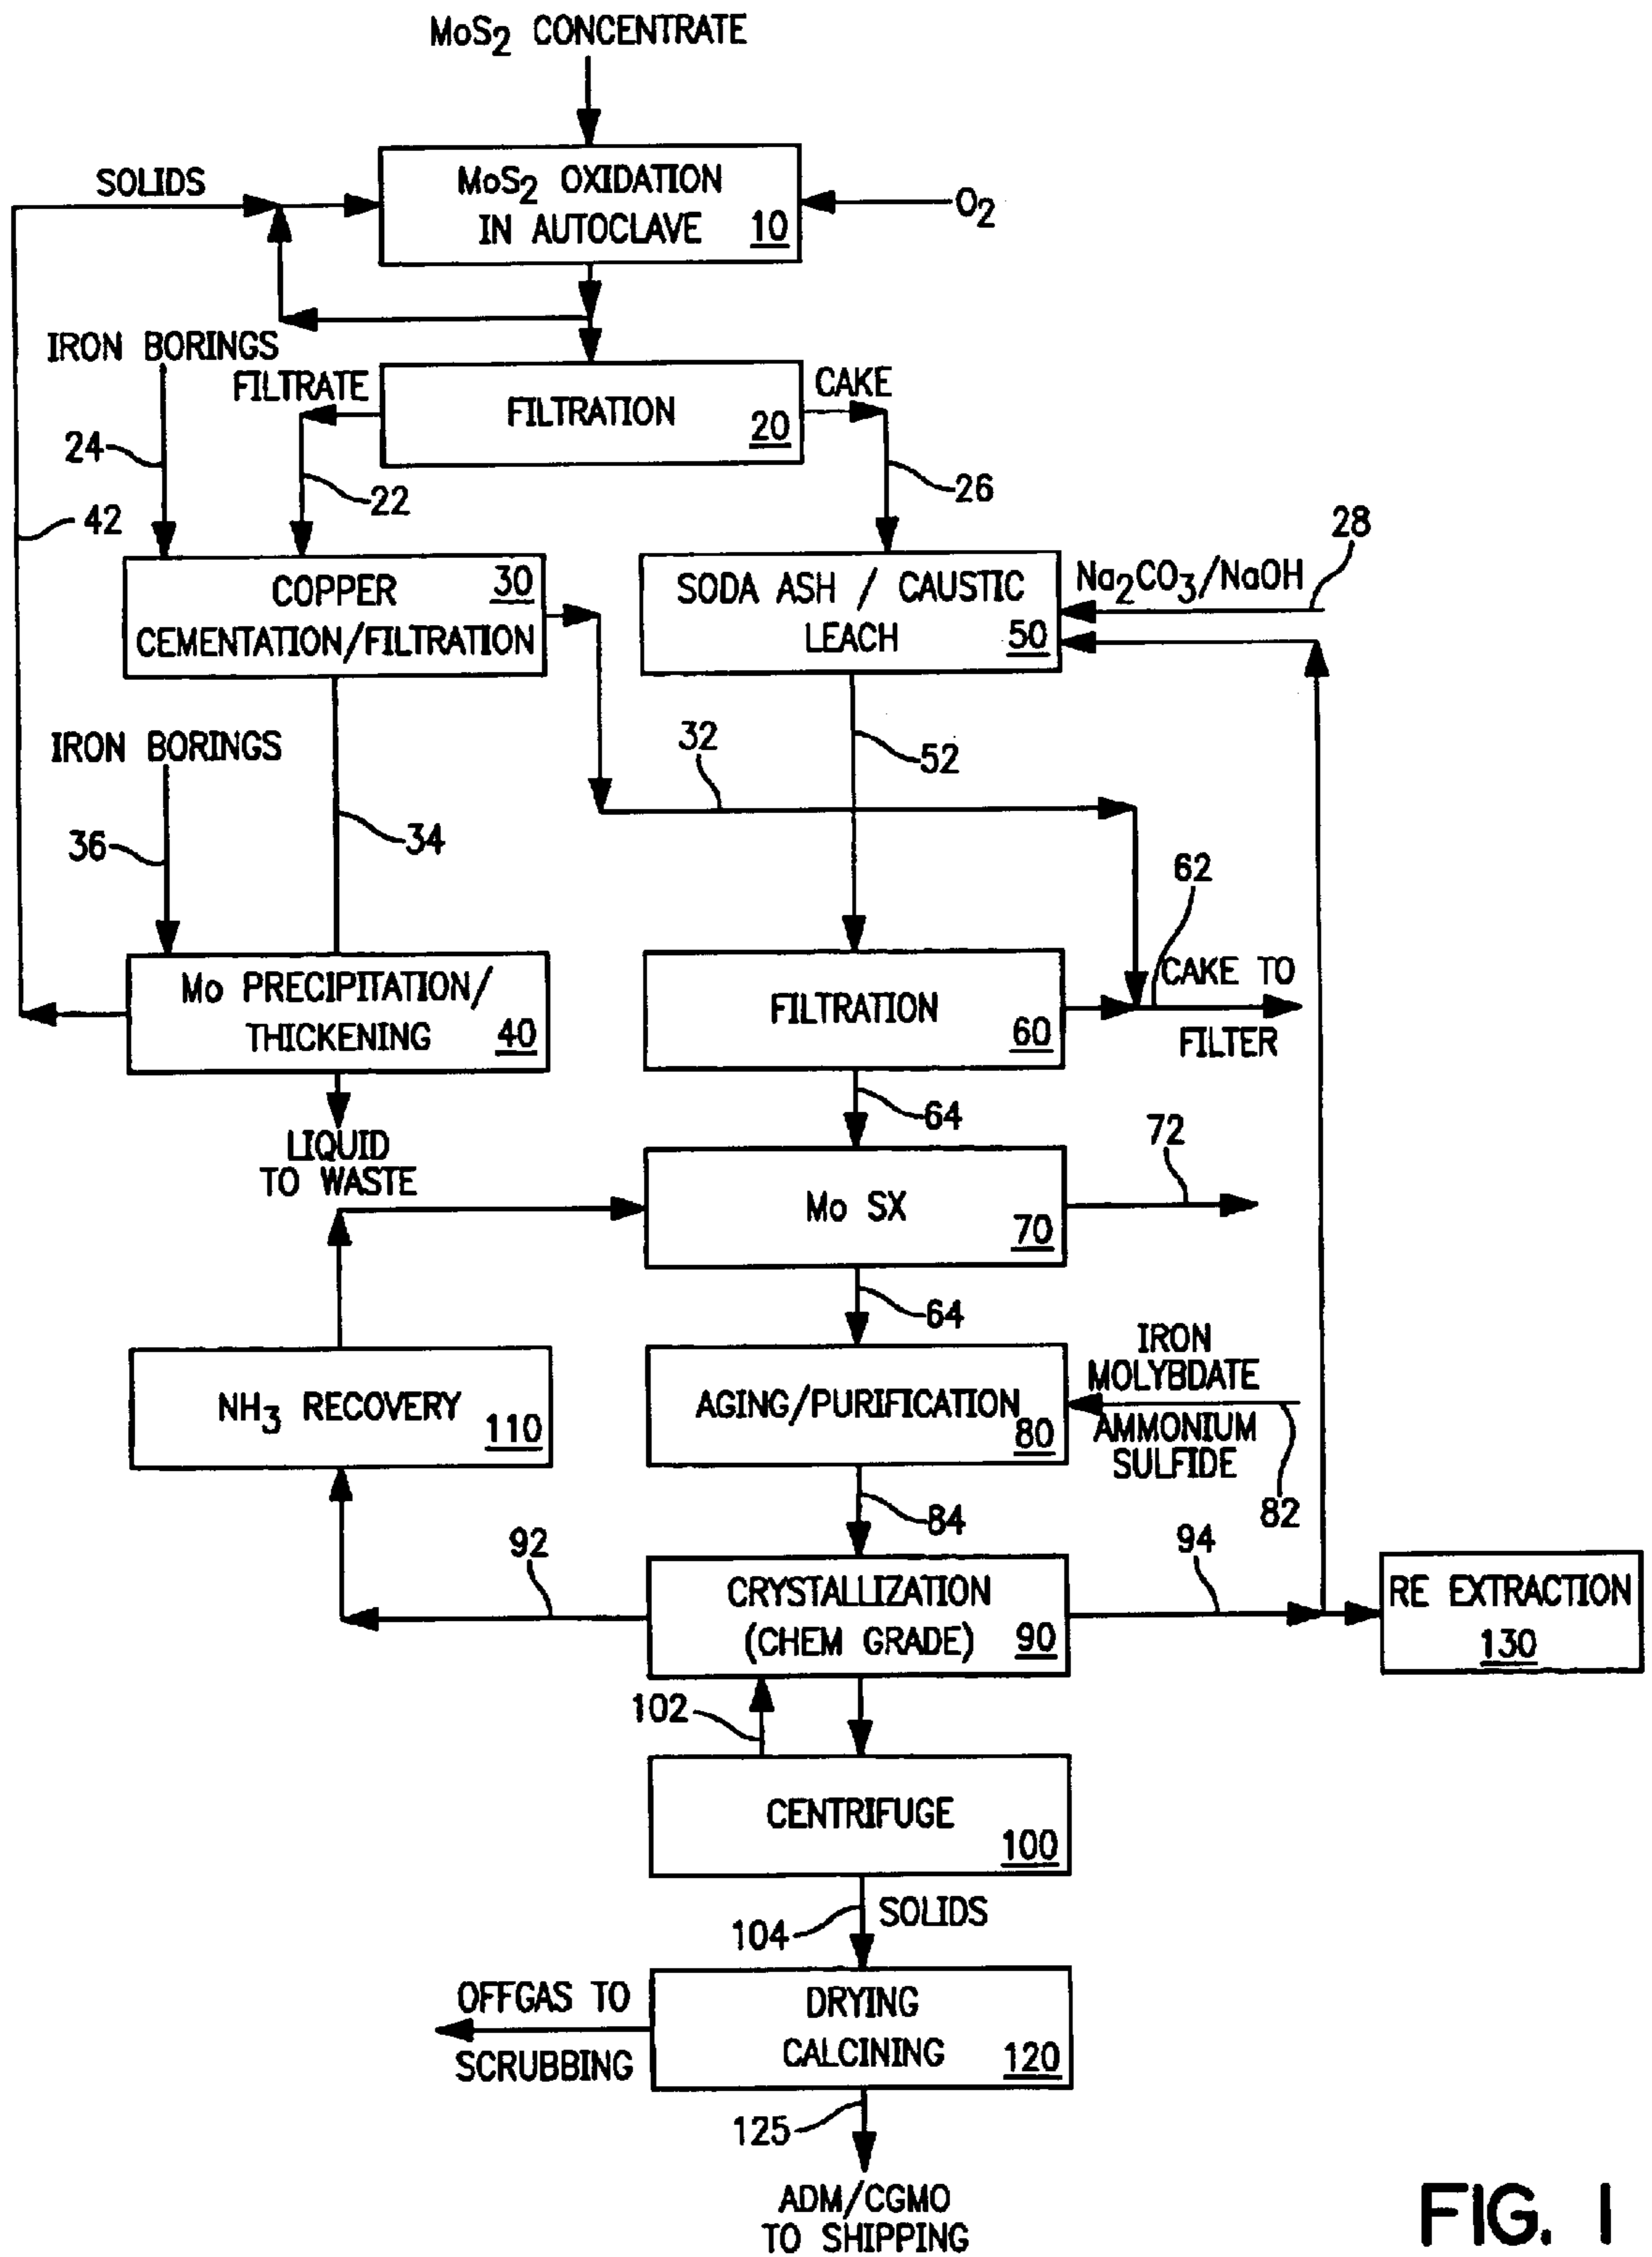 MoS2 CONCENTRATE
SOLIDS
MoS2 OXIDATION
IN AUTOCLAVE 10
O2
IRON BORINGS
FILTRATE
FILTRATION 20
CAKE
24
22
26
42
28
COPPER 30
CEMENTATION/FILTRATION
SODA ASH / CAUSTIC
LEACH 50
Na2CO3/NaOH
IRON BORINGS
32
52
36
34
62
Mo PRECIPITATION/
THICKENING 40
FILTRATION 60
CAKE TO
FILTER
64
LIQUID
TO WASTE
72
Mo SX 70
64
IRON
MOLYBDATE
NH3 RECOVERY 110
AGING/PURIFICATION 80
AMMONIUM
SULFIDE
82
84
92
94
CRYSTALLIZATION
(CHEM GRADE) 90
RE EXTRACTION
130
102
CENTRIFUGE 100
104
SOLIDS
OFFGAS TO
SCRUBBING
DRYING
CALCINING 120
125
ADM/CGMO
TO SHIPPING
FIG. 1